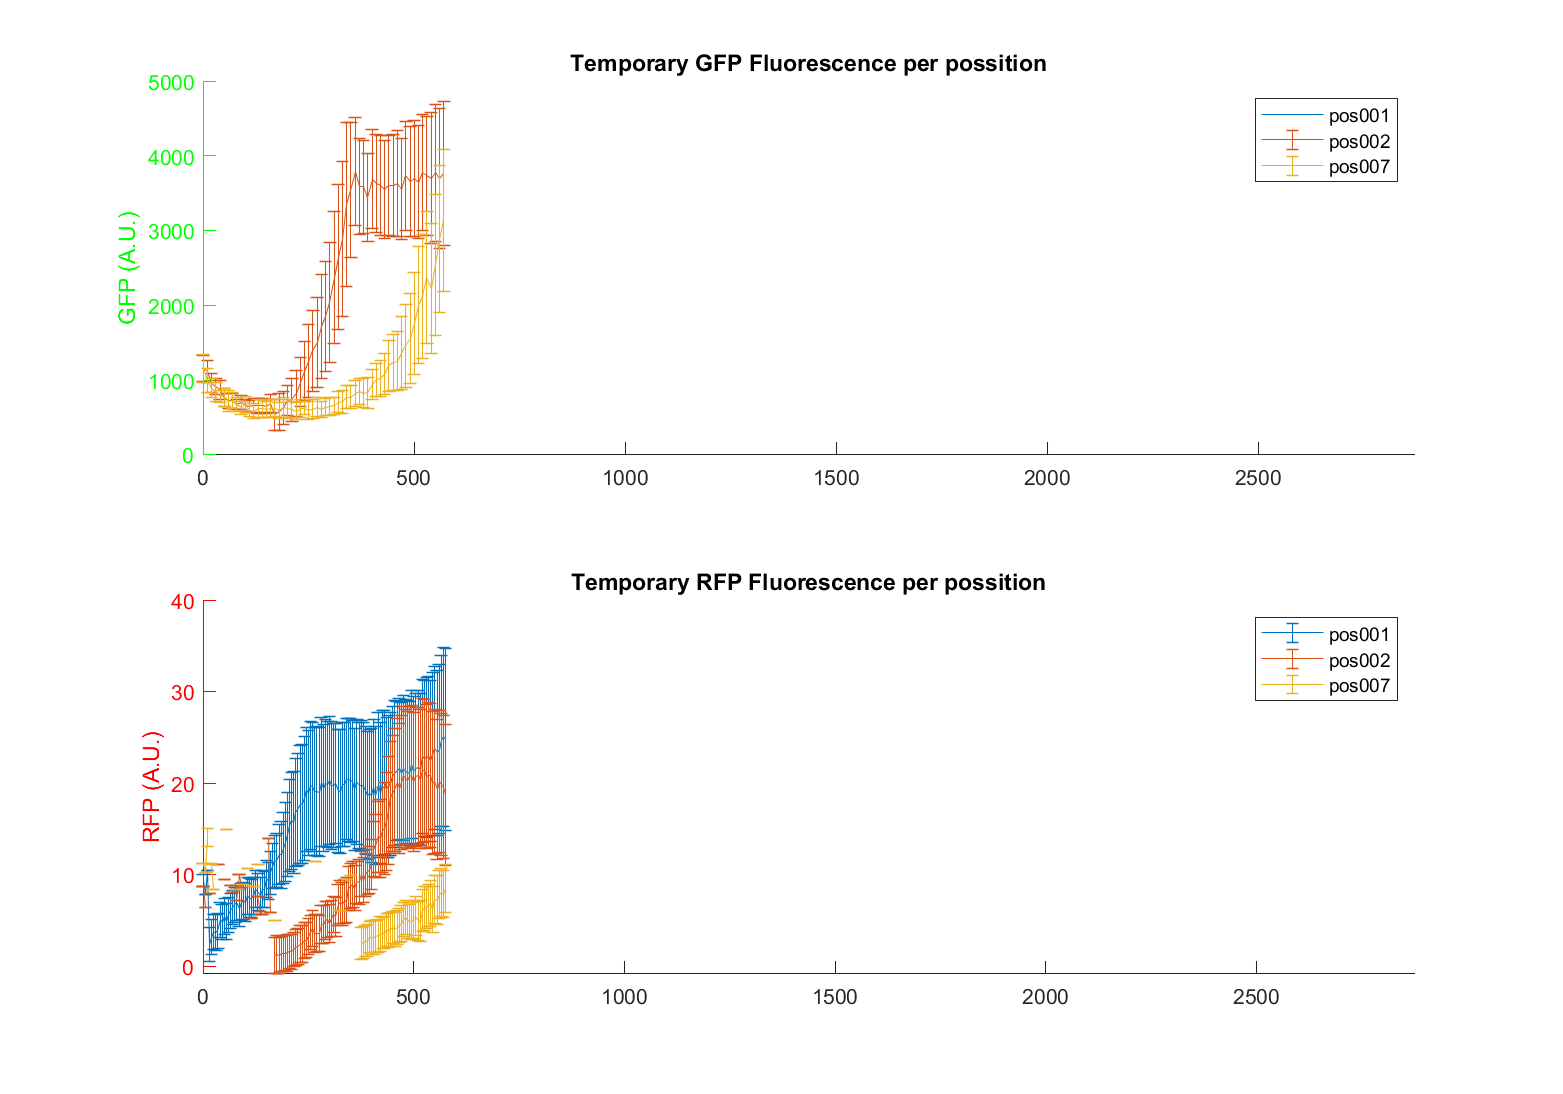 Temporary GFP Fluorescence per possition
5000
4000
3000
2000
1000
0
GFP (A.U.)
0 500 1000 1500 2000 2500
pos001
pos002
pos007
Temporary RFP Fluorescence per possition
40
30
20
10
0
RFP (A.U.)
0 500 1000 1500 2000 2500
pos001
pos002
pos007